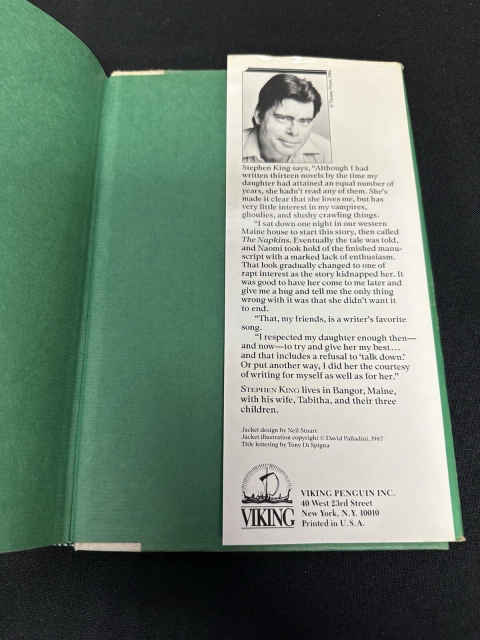 Stephen King says, "Although I had
written thirteen novels by the time my
daughter had attained an equal number of
years, she hadn't read any of them. She's
made it clear that she loves me, but has
very little interest in my vampires,
ghoulies, and slushy crawling things.
"I sat down one night in our western
Maine house to start this story, then called
The Napkins. Eventually the tale was told,
and Naomi took hold of the finished manu-
script with a marked lack of enthusiasm.
That look gradually changed to one of
rapt interest as the story kidnapped her. It
was good to have her come to me later and
give me a hug and tell me the only thing
wrong with it was that she didn't want it
to end.
"That, my friends, is a writer's favorite
song.
"I respected my daughter enough then—
and now—to try and give her my best...
and that includes a refusal to 'talk down.'
Or put another way, I did her the courtesy
of writing for myself as well as for her."
STEPHEN KING lives in Bangor, Maine,
with his wife, Tabitha, and their three
children.
Jacket design by Neil Stuart
Jacket illustration copyright © David Palladini, 1987
Title lettering by Tony Di Spigna
VIKING
VIKING PENGUIN INC.
40 West 23rd Street
New York, N.Y. 10010
Printed in U.S.A.